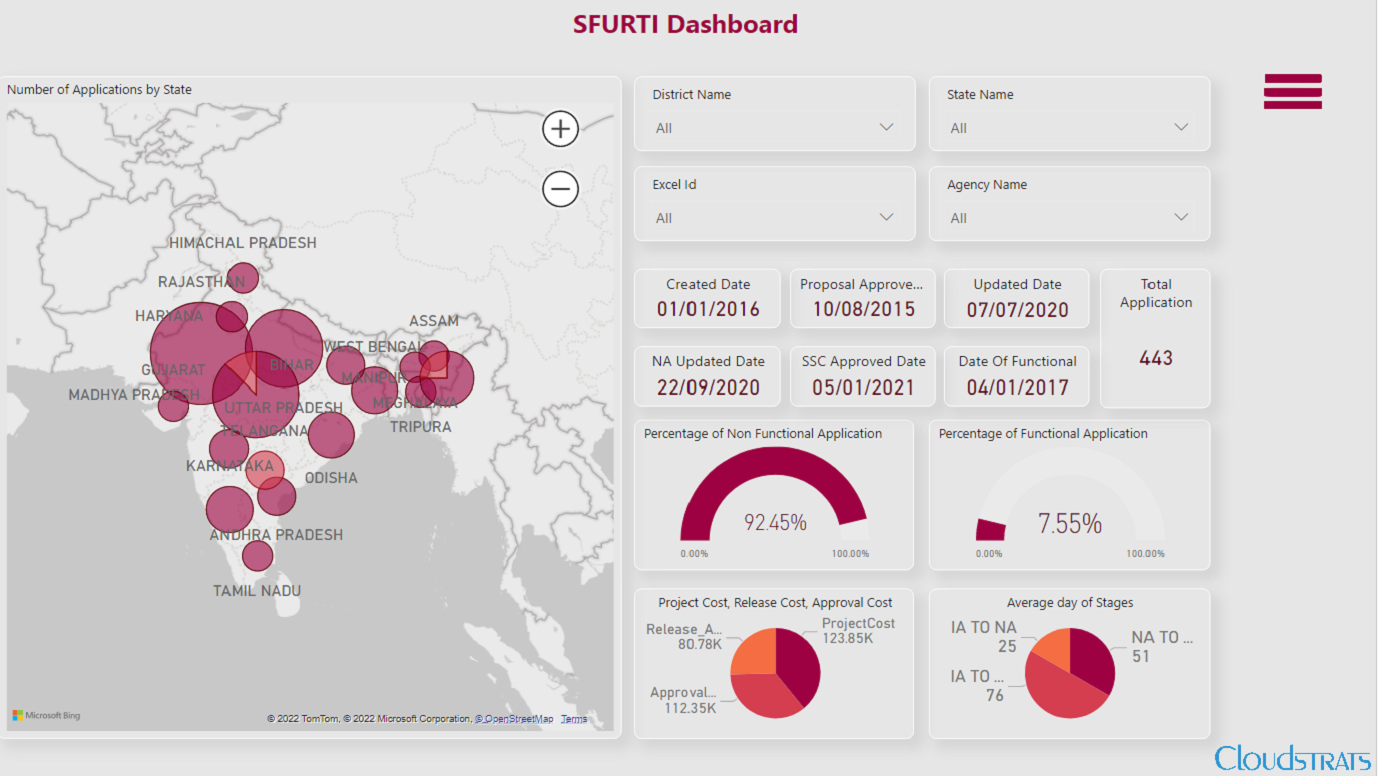 SFURTI Dashboard
Number of Applications by State
HIMACHAL PRADESH
RAJASTHAN
HARYANA
ASSAM
WEST BENGAL
GUJARAT
BIHAR
MANIPUR
MADHYA PRADESH
MEGHALAYA
UTTAR PRADESH
TRIPURA
TELANGANA
KARNATAKA
ODISHA
ANDHRA PRADESH
TAMIL NADU
Microsoft Bing
© 2022 TomTom, © 2022 Microsoft Corporation, © OpenStreetMap Terms
District Name
All
State Name
All
Excel Id
All
Agency Name
All
Created Date
01/01/2016
Proposal Approve...
10/08/2015
Updated Date
07/07/2020
Total
Application
443
NA Updated Date
22/09/2020
SSC Approved Date
05/01/2021
Date Of Functional
04/01/2017
Percentage of Non Functional Application
92.45%
0.00%
100.00%
Percentage of Functional Application
7.55%
0.00%
100.00%
Project Cost, Release Cost, Approval Cost
Release_A...
80.78K
ProjectCost
123.85K
Approval...
112.35K
Average day of Stages
IA TO NA
25
NA TO ...
51
IA TO ...
76
CLOUDSTRATS